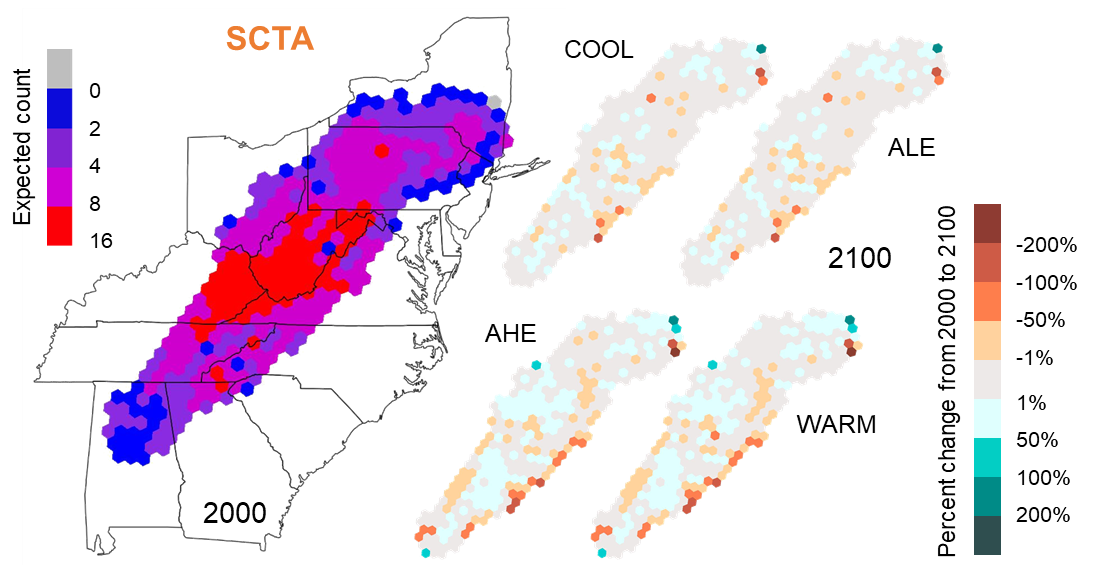 SCTA
Expected count
0
2
4
8
16
2000
COOL
ALE
2100
AHE
WARM
Percent change from 2000 to 2100
-200%
-100%
-50%
-1%
1%
50%
100%
200%